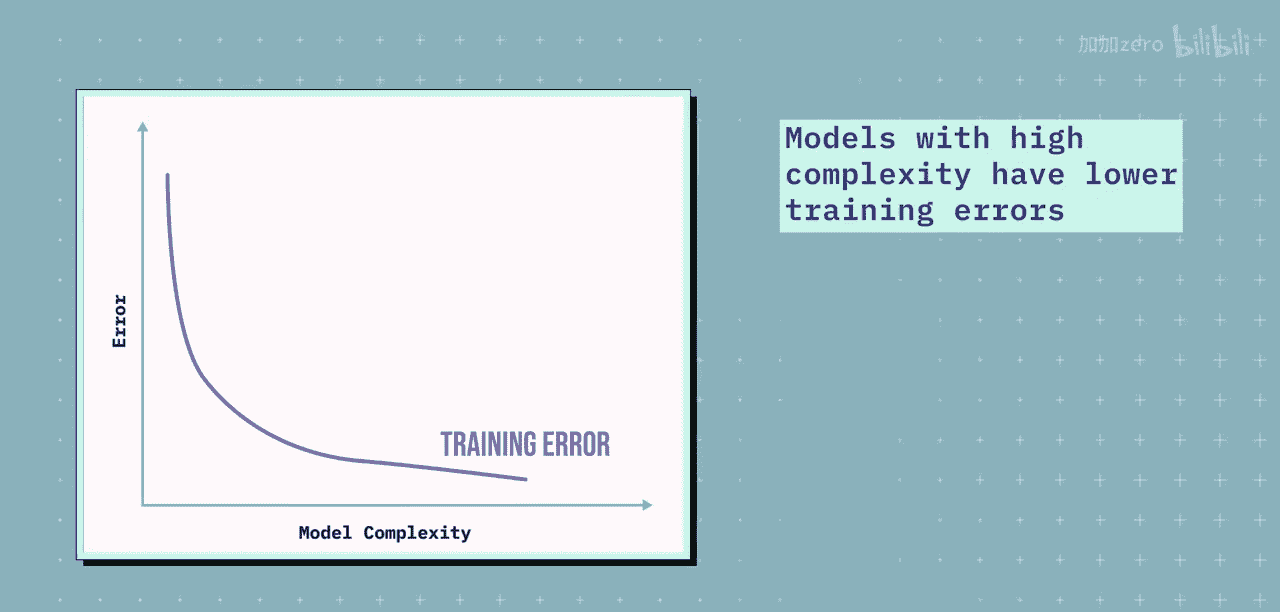 加加zero bilibili
Models with high
complexity have lower
training errors
Error
TRAINING ERROR
Model Complexity